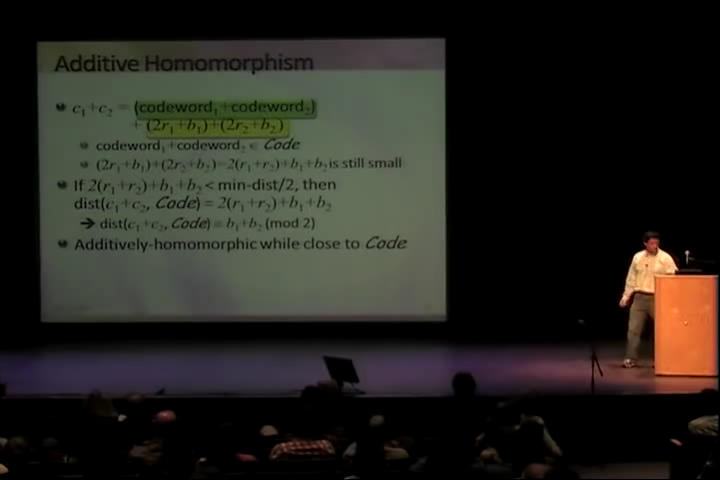 Additive Homomorphism
c₁+c₂ = (codeword₁+codeword₂)
+ (2r₁+b₁)+(2r₂+b₂)
codeword₁+codeword₂ ∈ Code
(2r₁+b₁)+(2r₂+b₂)=2(r₁+r₂)+b₁+b₂ is still small
If 2(r₁+r₂)+b₁+b₂ < min-dist/2, then
dist(c₁+c₂, Code) = 2(r₁+r₂)+b₁+b₂
→ dist(c₁+c₂, Code) ≡ b₁+b₂ (mod 2)
Additively-homomorphic while close to Code